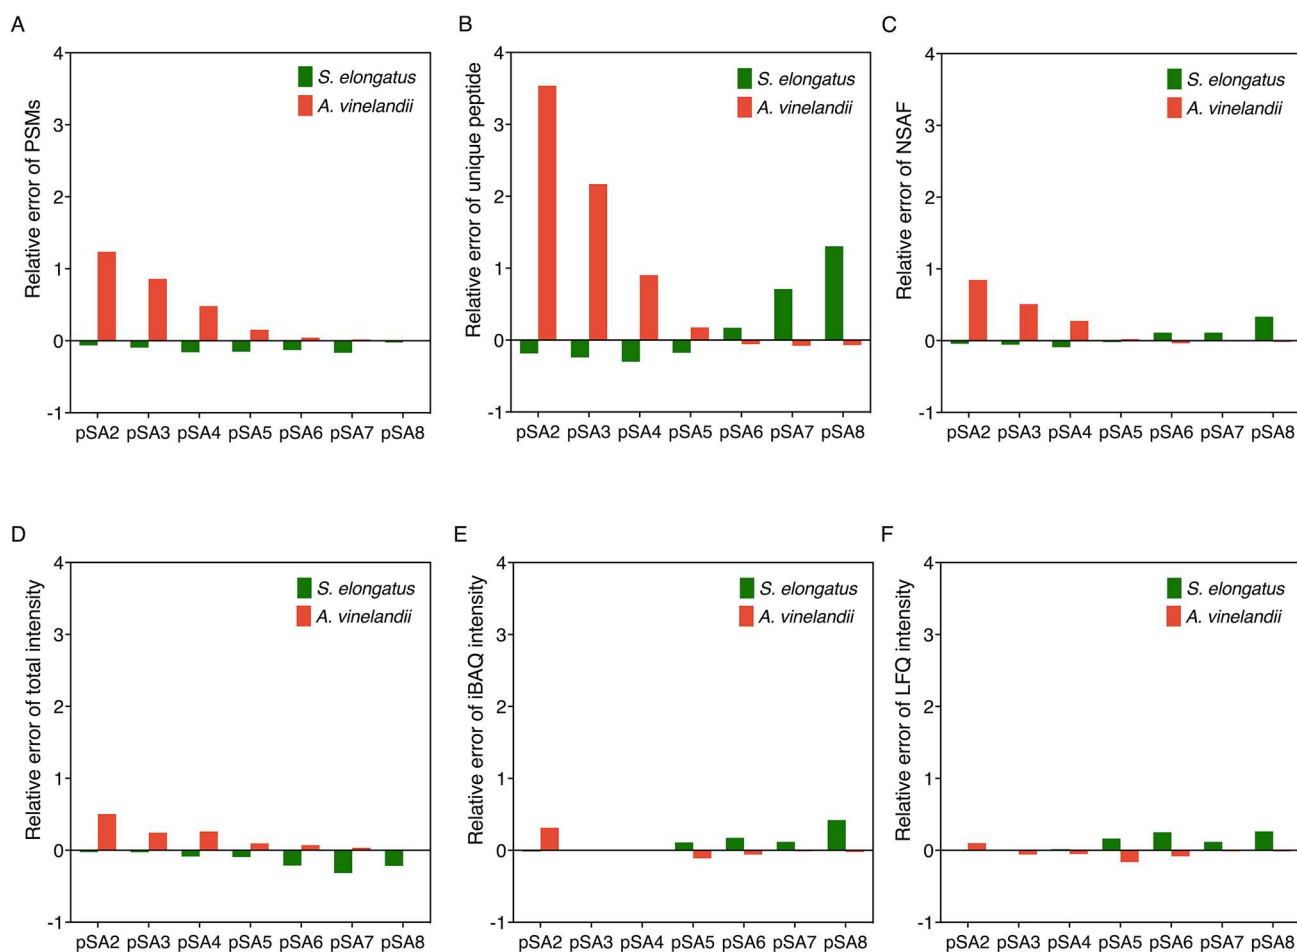 A
Relative error of PSMs
4
3
2
1
0
-1
S. elongatus
A. vinelandii
pSA2 pSA3 pSA4 pSA5 pSA6 pSA7 pSA8
B
Relative error of unique peptide
4
3
2
1
0
-1
S. elongatus
A. vinelandii
pSA2 pSA3 pSA4 pSA5 pSA6 pSA7 pSA8
C
Relative error of NSAF
4
3
2
1
0
-1
S. elongatus
A. vinelandii
pSA2 pSA3 pSA4 pSA5 pSA6 pSA7 pSA8
D
Relative error of total intensity
4
3
2
1
0
-1
S. elongatus
A. vinelandii
pSA2 pSA3 pSA4 pSA5 pSA6 pSA7 pSA8
E
Relative error of iBAQ intensity
4
3
2
1
0
-1
S. elongatus
A. vinelandii
pSA2 pSA3 pSA4 pSA5 pSA6 pSA7 pSA8
F
Relative error of LFQ intensity
4
3
2
1
0
-1
S. elongatus
A. vinelandii
pSA2 pSA3 pSA4 pSA5 pSA6 pSA7 pSA8